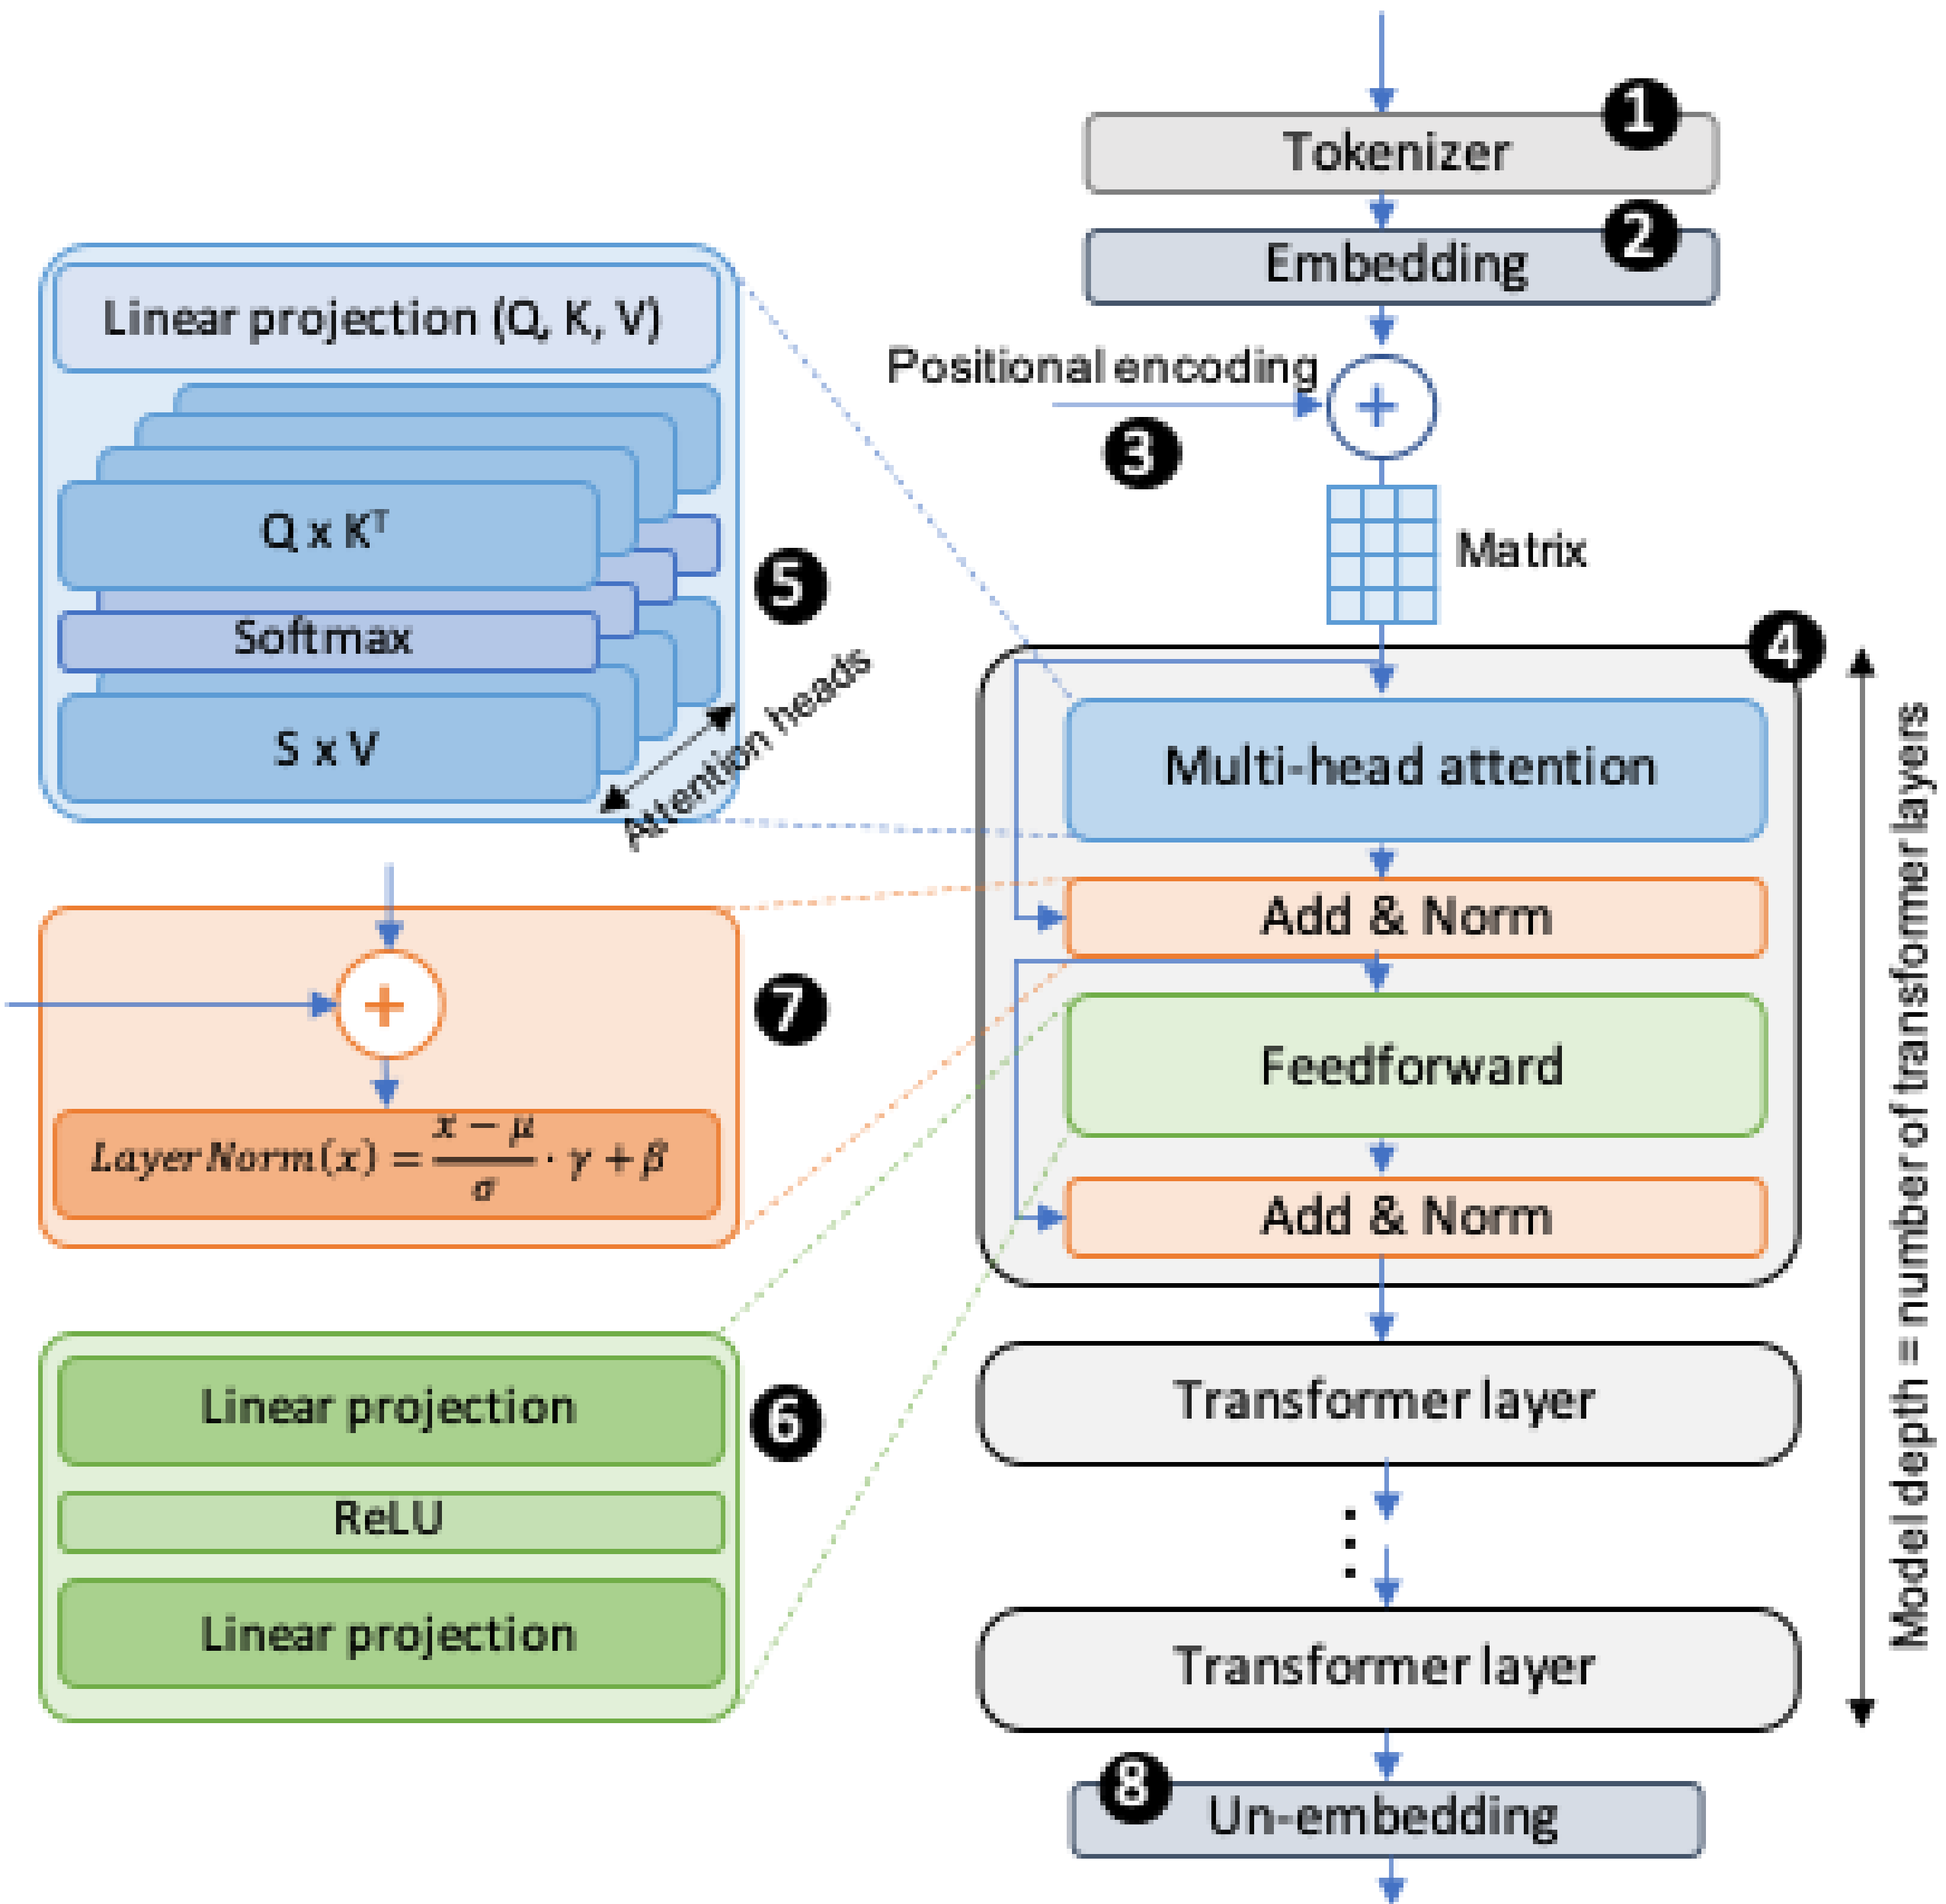 1
Tokenizer
2
Embedding
Positional encoding
3
+
Matrix
4
Multi-head attention
Add & Norm
Feedforward
Add & Norm
Transformer layer
⋮
Transformer layer
8
Un-embedding
Model depth = number of transformer layers
Linear projection (Q, K, V)
Q x Kᵀ
Softmax
S x V
Attention heads
5
+
LayerNorm(x) = (x − μ)/σ · γ + β
7
Linear projection
ReLU
Linear projection
6